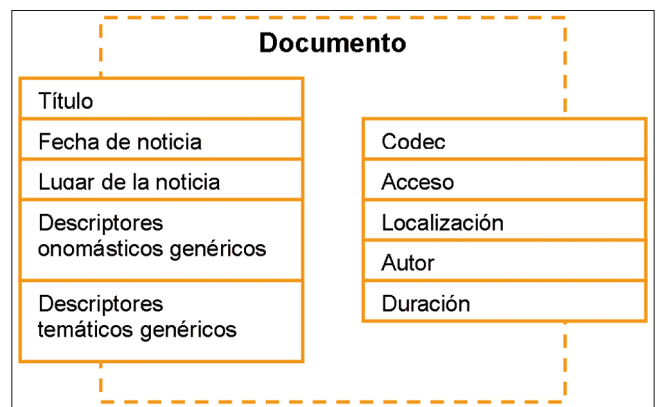 Documento
Título
Fecha de noticia
Lugar de la noticia
Descriptores
onomásticos genéricos
Descriptores
temáticos genéricos
Codec
Acceso
Localización
Autor
Duración